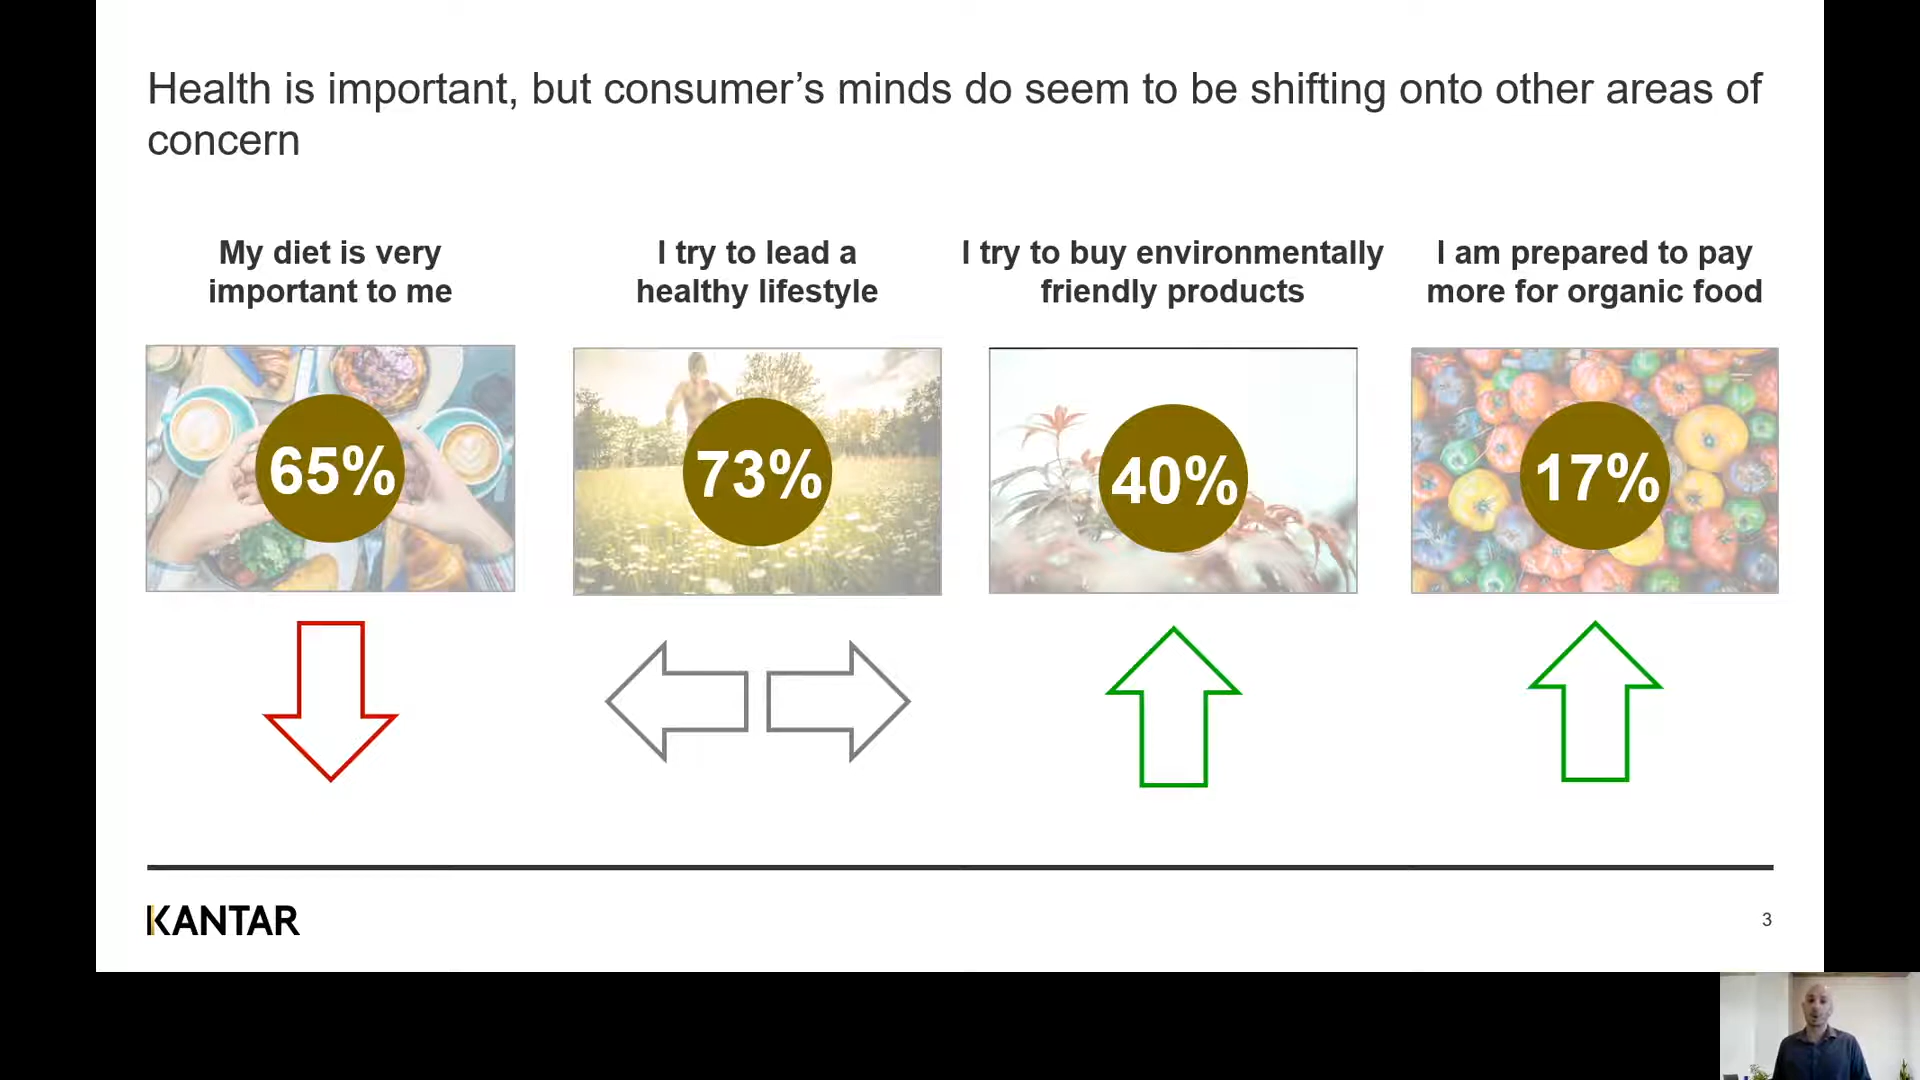 Health is important, but consumer’s minds do seem to be shifting onto other areas of
concern
My diet is very
important to me
I try to lead a
healthy lifestyle
I try to buy environmentally
friendly products
I am prepared to pay
more for organic food
65%
73%
40%
17%
KANTAR
3